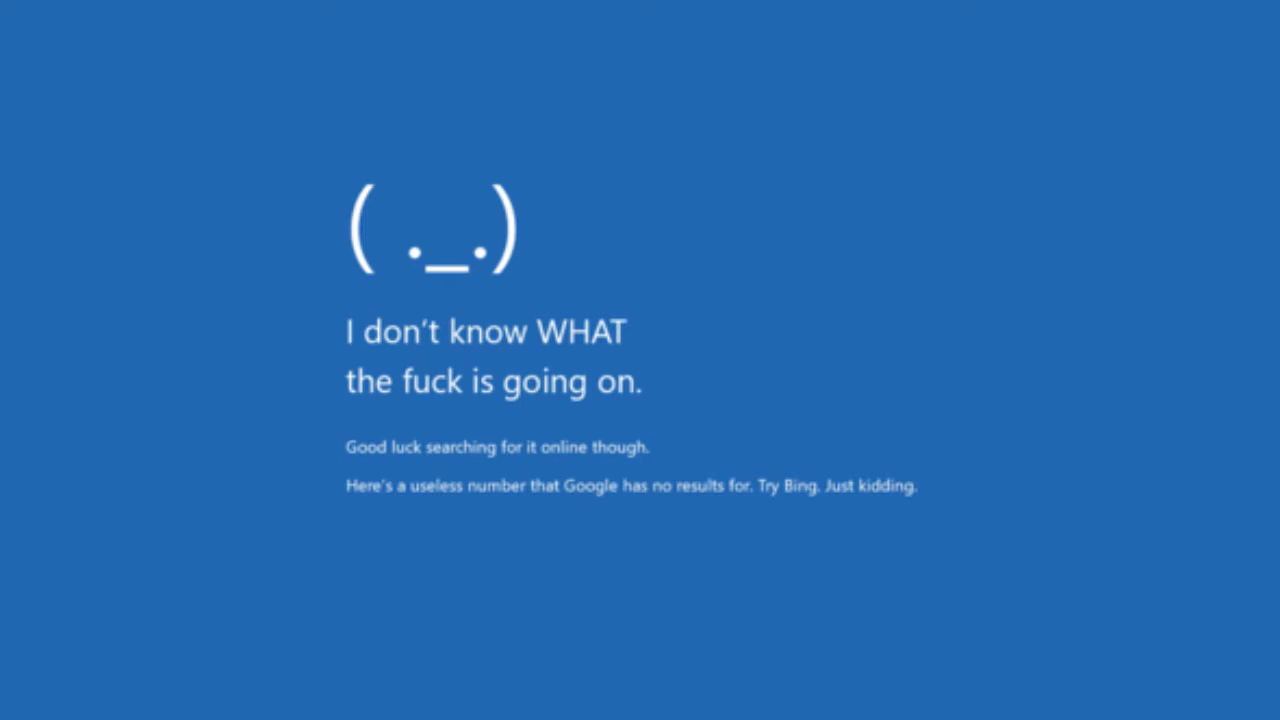 ( ._.)
I don't know WHAT
the fuck is going on.
Good luck searching for it online though.
Here's a useless number that Google has no results for. Try Bing. Just kidding.